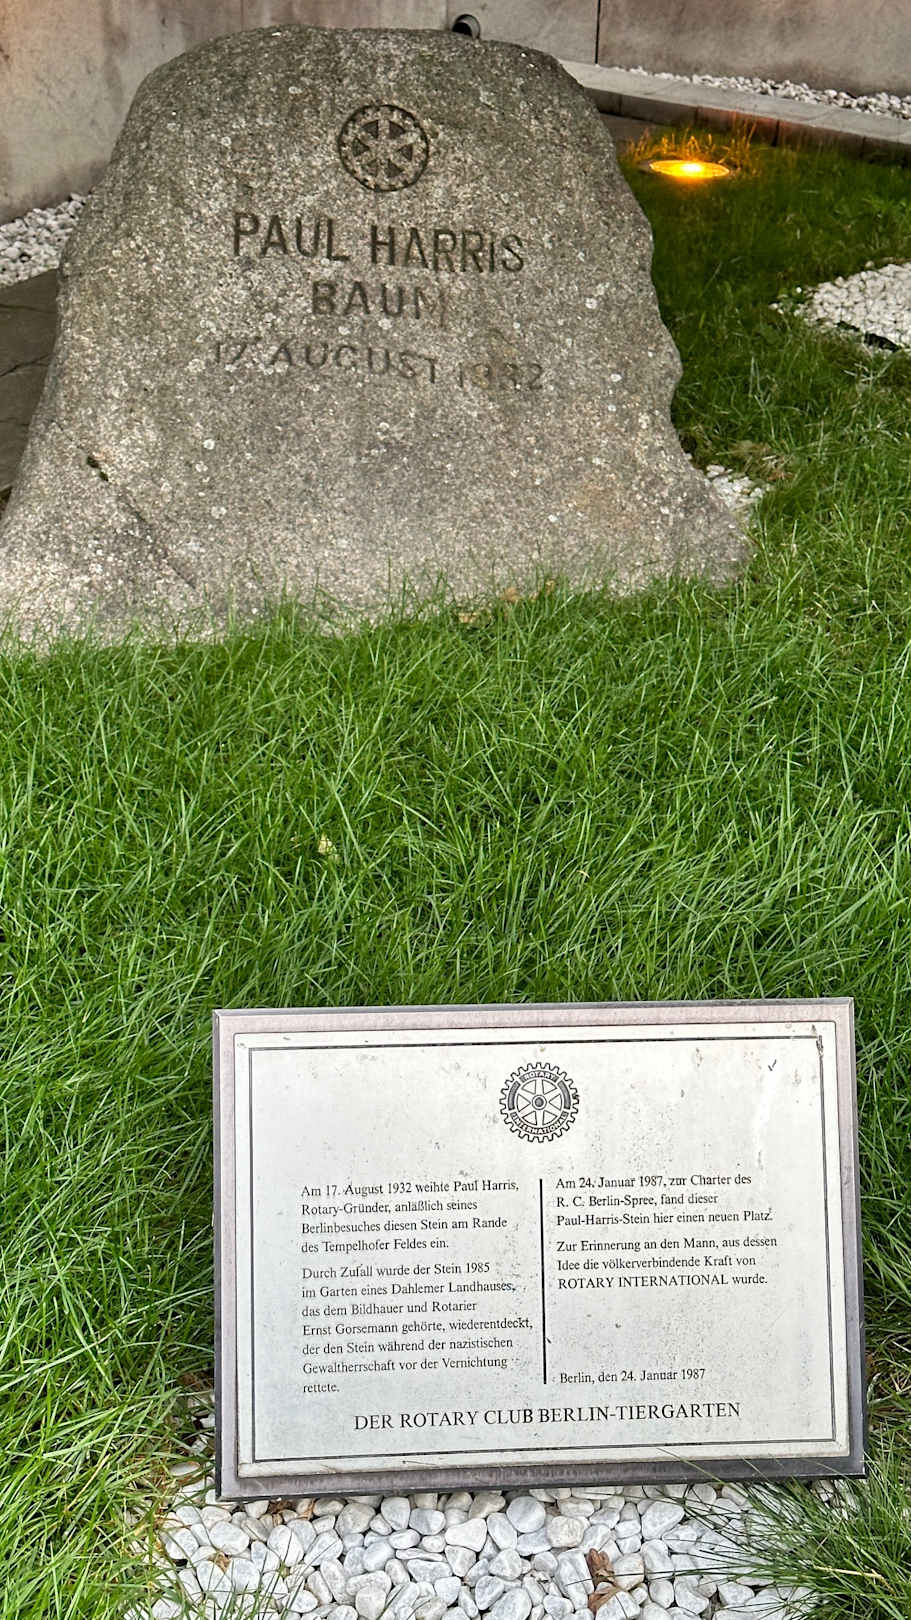 PAUL HARRIS
BAUM
17. AUGUST 1932
ROTARY
INTERNATIONAL
Am 17. August 1932 weihte Paul Harris,
Rotary-Gründer, anläßlich seines
Berlinbesuches diesen Stein am Rande
des Tempelhofer Feldes ein.
Durch Zufall wurde der Stein 1985
im Garten eines Dahlemer Landhauses,
das dem Bildhauer und Rotarier
Ernst Gorsemann gehörte, wiederentdeckt,
der den Stein während der nazistischen
Gewaltherrschaft vor der Vernichtung
rettete.
Am 24. Januar 1987, zur Charter des
R. C. Berlin-Spree, fand dieser
Paul-Harris-Stein hier einen neuen Platz.
Zur Erinnerung an den Mann, aus dessen
Idee die völkerverbindende Kraft von
ROTARY INTERNATIONAL wurde.
Berlin, den 24. Januar 1987
DER ROTARY CLUB BERLIN-TIERGARTEN